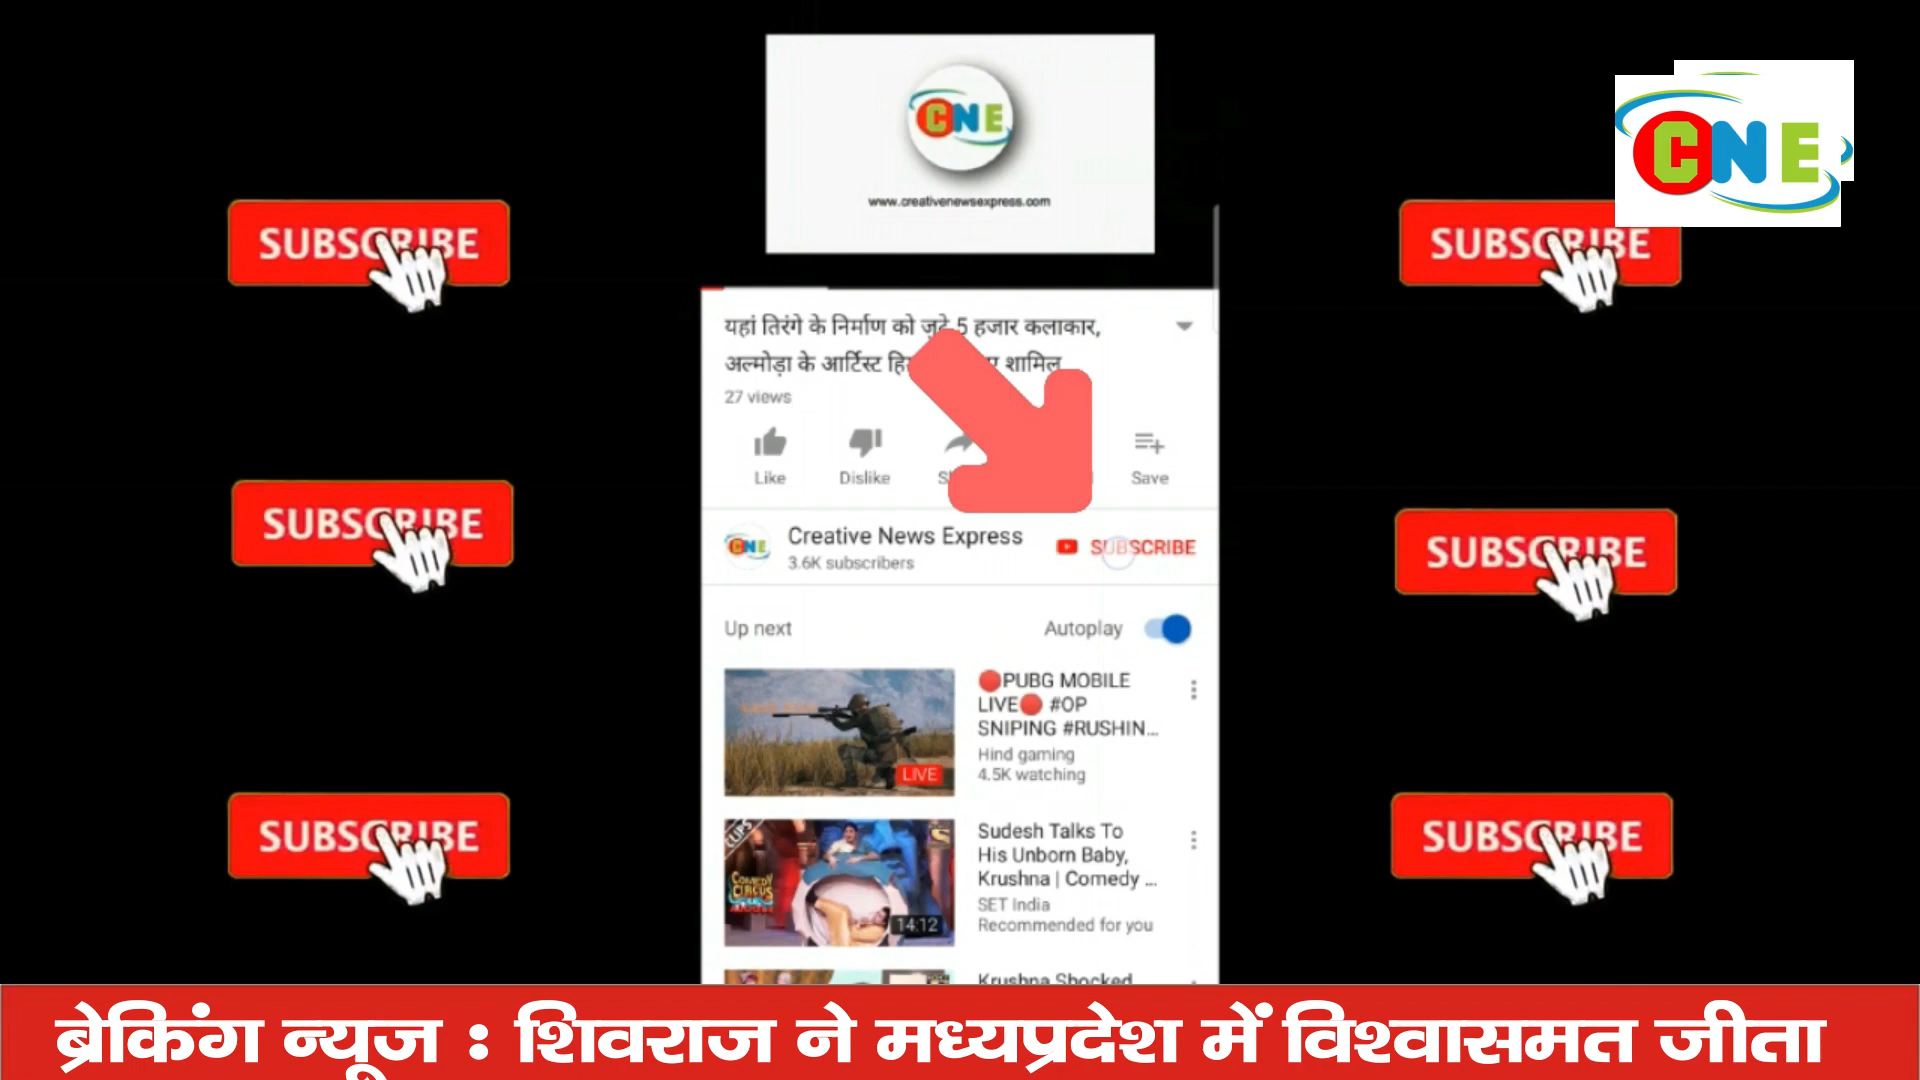 CNE
www.creativenewsexpress.com
CNE
SUBSCRIBE
SUBSCRIBE
यहां तिरंगे के निर्माण को जुटे 5 हजार कलाकार,
अल्मोड़ा के आर्टिस्ट शामिल
27 views
Like
Dislike
Save
SUBSCRIBE
SUBSCRIBE
CNE
Creative News Express
3.6K subscribers
SUBSCRIBE
Up next
Autoplay
🔴PUBG MOBILE
LIVE🔴 #OP
SNIPING #RUSHIN...
Hind gaming
4.5K watching
LIVE
SUBSCRIBE
SUBSCRIBE
CLIPS
COMEDY
CIRCUS
14:12
Sudesh Talks To
His Unborn Baby,
Krushna | Comedy ...
SET India
Recommended for you
Krushna Shocked
ब्रेकिंग न्यूज : शिवराज ने मध्यप्रदेश में विश्वासमत जीता